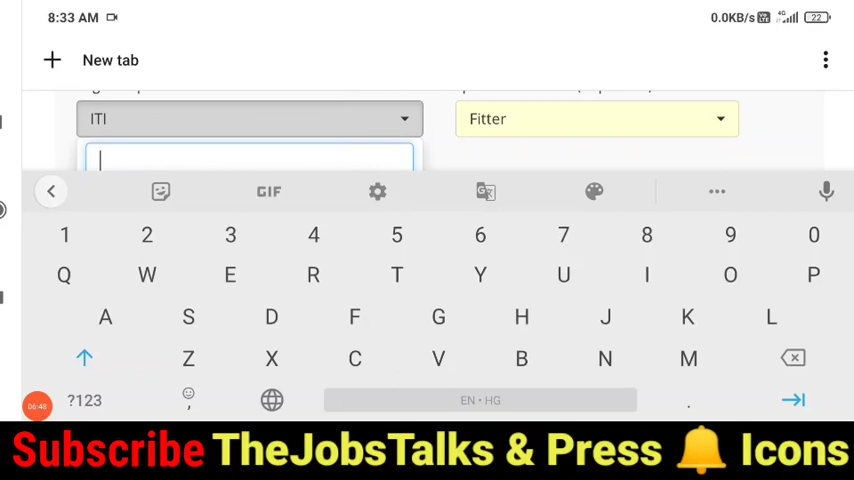 8:33 AM
0.0KB/s 4G 22
New tab
ITI
Fitter
GIF
1 2 3 4 5 6 7 8 9 0
Q W E R T Y U I O P
A S D F G H J K L
Z X C V B N M
?123 , EN • HG .
06:48
Subscribe TheJobsTalks & Press 🔔 Icons